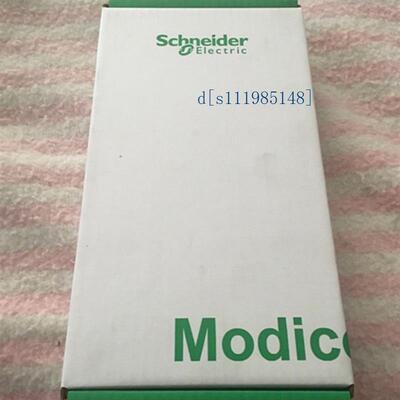 Schneider
Electric
d[s111985148]
Modico